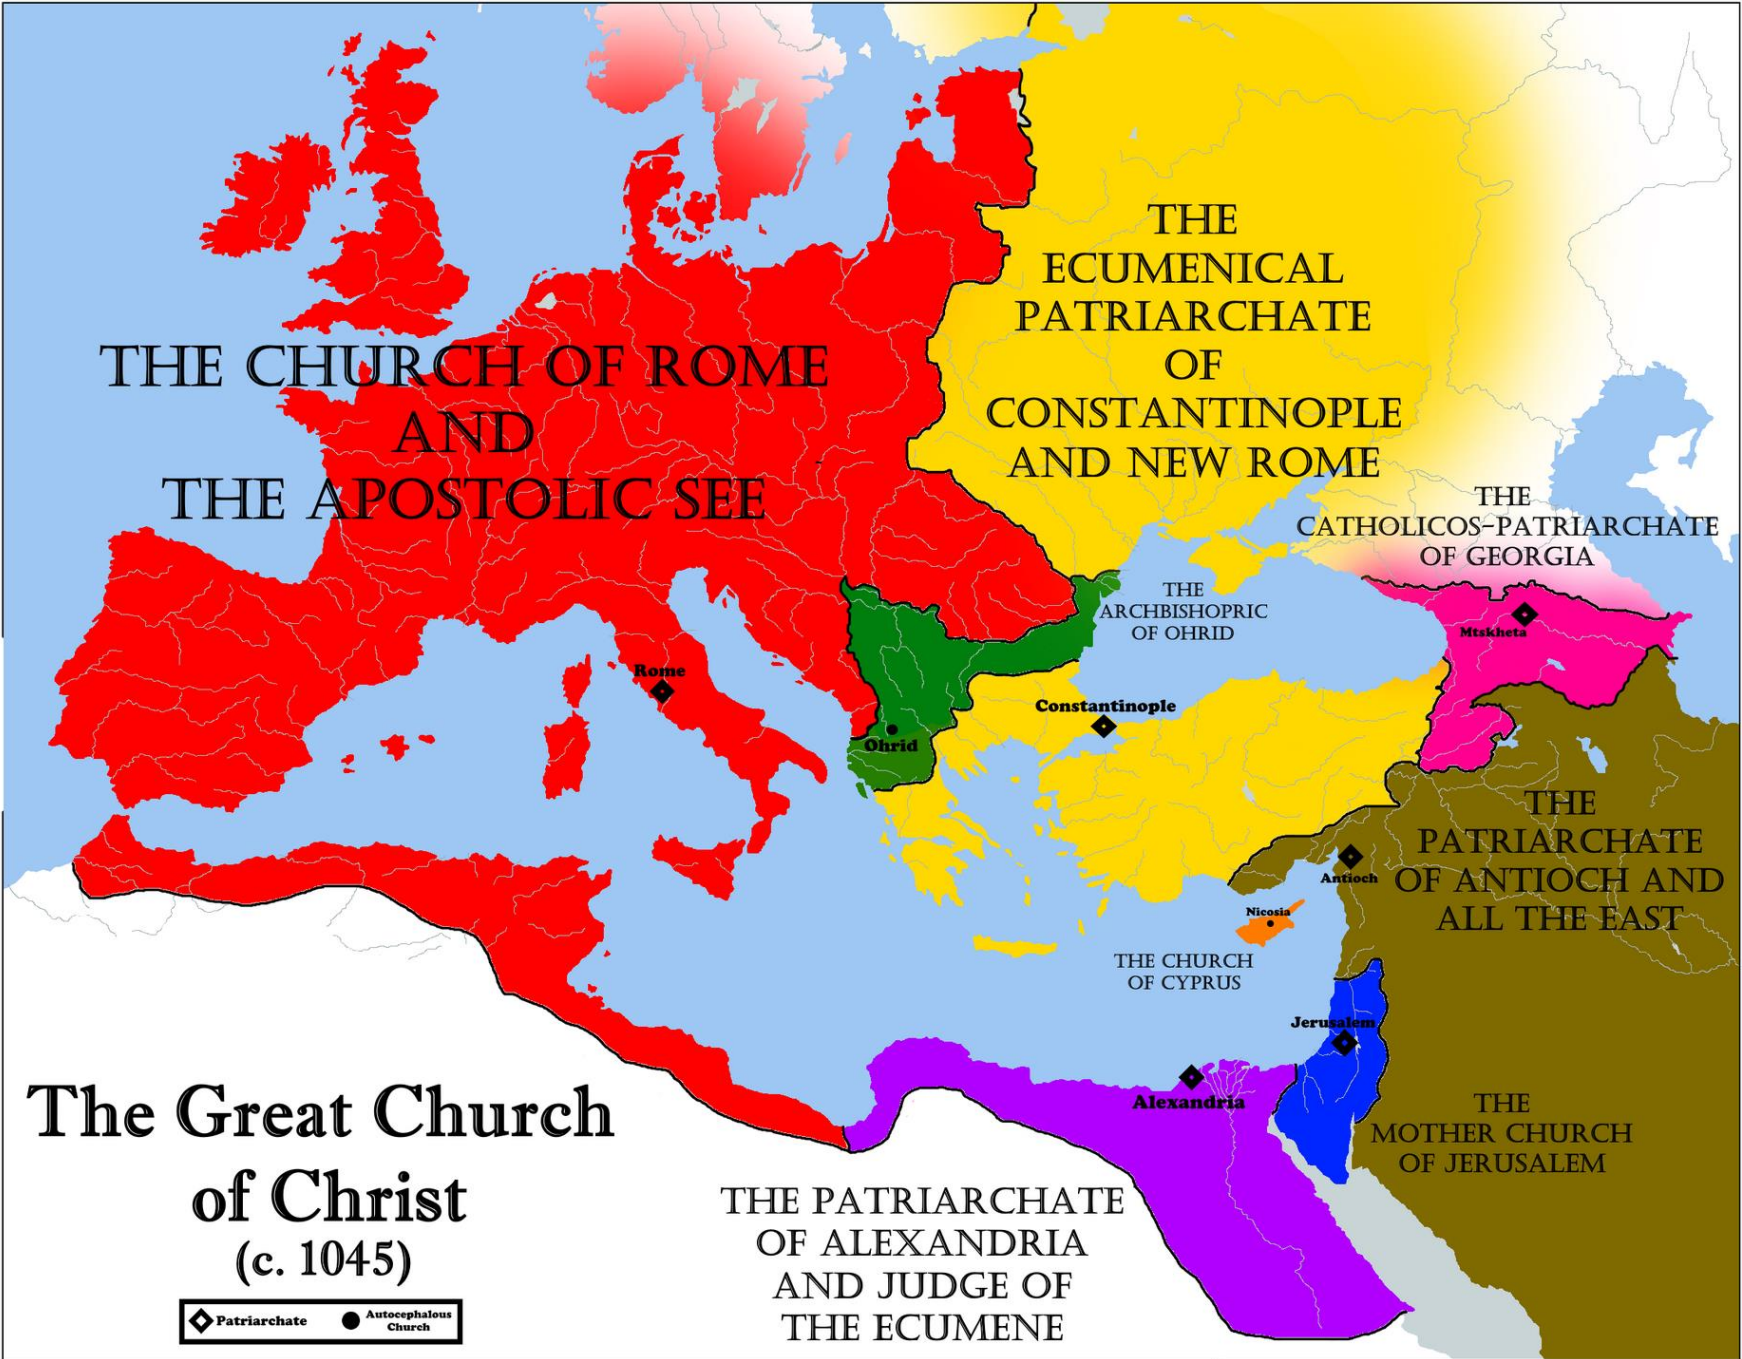 THE CHURCH OF ROME
AND
THE APOSTOLIC SEE
THE
ECUMENICAL
PATRIARCHATE
OF
CONSTANTINOPLE
AND NEW ROME
THE
CATHOLICOS-PATRIARCHATE
OF GEORGIA
Mtskheta
THE
ARCHBISHOPRIC
OF OHRID
Rome
Constantinople
Ohrid
THE
PATRIARCHATE
OF ANTIOCH AND
ALL THE EAST
Antioch
Nicosia
THE CHURCH
OF CYPRUS
Jerusalem
Alexandria
THE
MOTHER CHURCH
OF JERUSALEM
THE PATRIARCHATE
OF ALEXANDRIA
AND JUDGE OF
THE ECUMENE
The Great Church
of Christ
(c. 1045)
Patriarchate
Autocephalous
Church